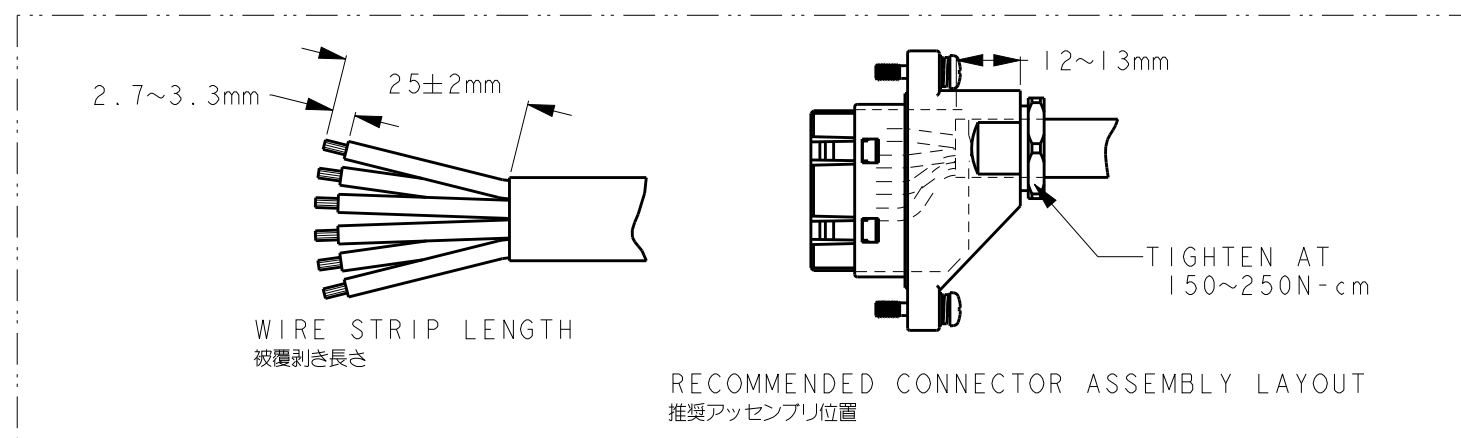 2.7~3.3mm
25±2mm
WIRE STRIP LENGTH
被覆剥き長さ
12~13mm
TIGHTEN AT
150~250N-cm
RECOMMENDED CONNECTOR ASSEMBLY LAYOUT
推奨アッセンブリ位置